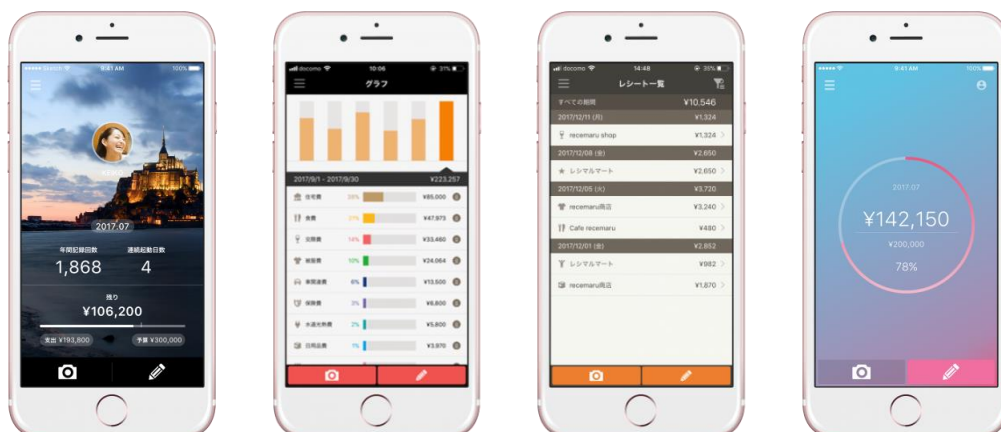 9:41 AM 100%
2017.07
年間記録回数 連続起動日数
1,868 4
残り
¥106,200
支出 ¥193,800 予算 ¥300,000
docomo 10:06 31%
グラフ
2017/9/1 - 2017/9/30 ¥223,257
住宅費 ¥85,000
食費 ¥47,973
交際費 14% ¥33,460
被服費 10% ¥24,064
車関連費 6% ¥13,500
保険費 3% ¥6,800
水道光熱費 2% ¥5,800
日用品費 1% ¥3,970
docomo 14:48 35%
レシート一覧
すべての期間 ¥10,546
2017/12/11 (月) ¥1,324
recemaru shop ¥1,324
2017/12/08 (金) ¥2,650
レシマルマート ¥2,650
2017/12/05 (火) ¥3,720
recemaru商店 ¥3,240
Cafe recemaru ¥480
2017/12/01 (金) ¥2,852
レシマルマート ¥982
recemaru商店 ¥1,870
9:41 AM 100%
2017.07
¥142,150
¥200,000
78%